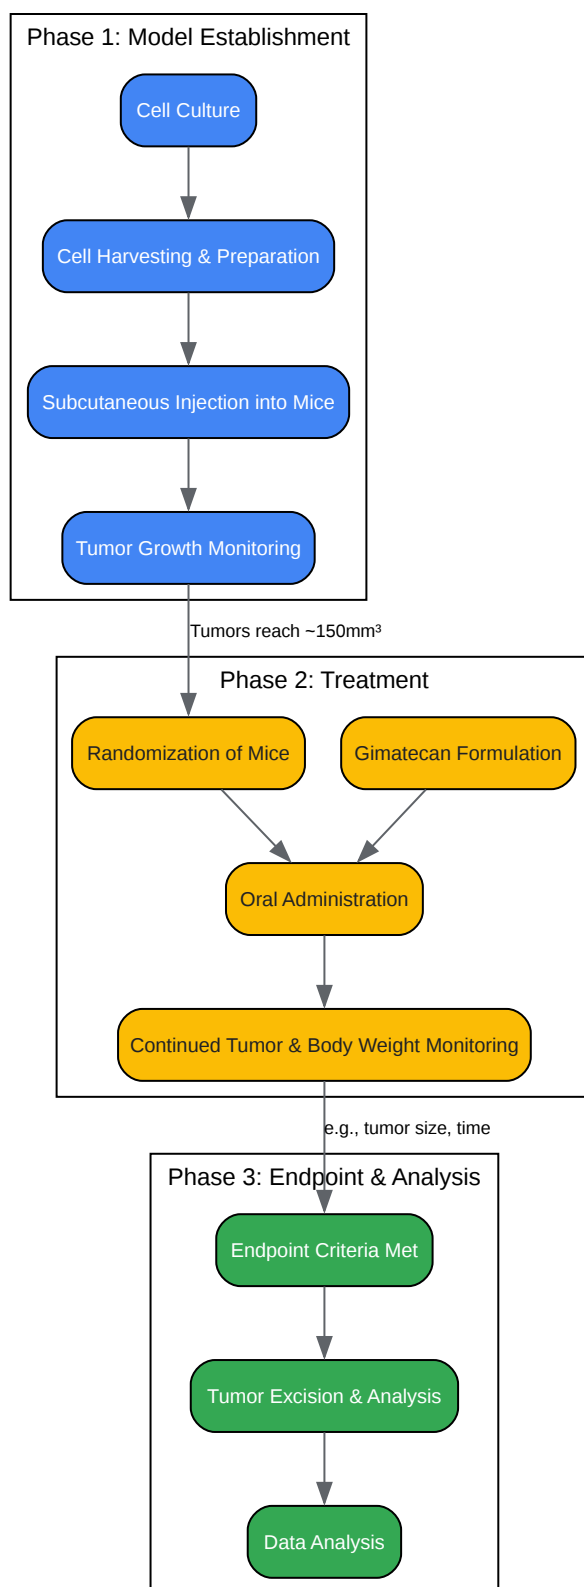 Phase 1: Model Establishment
Cell Culture
Cell Harvesting & Preparation
Subcutaneous Injection into Mice
Tumor Growth Monitoring
Tumors reach ~150mm³
Phase 2: Treatment
Randomization of Mice
Gimatecan Formulation
Oral Administration
Continued Tumor & Body Weight Monitoring
e.g., tumor size, time
Phase 3: Endpoint & Analysis
Endpoint Criteria Met
Tumor Excision & Analysis
Data Analysis